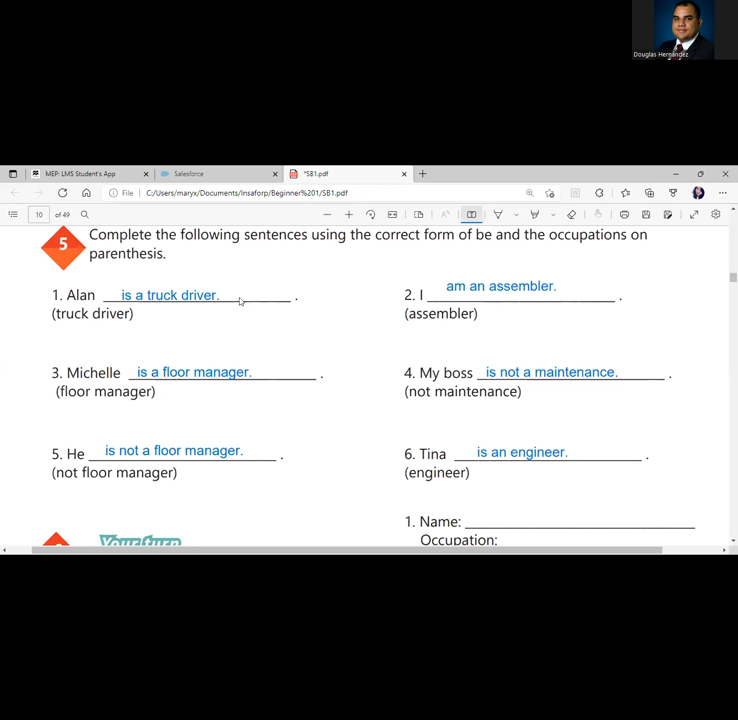 Douglas Hernández
MEP: LMS Student's App
Salesforce
*SB1.pdf
File
C:/Users/maryx/Documents/Insaforp/Beginner%201/SB1.pdf
10 of 49
5 Complete the following sentences using the correct form of be and the occupations on
parenthesis.
1. Alan is a truck driver. .
(truck driver)
2. I am an assembler. .
(assembler)
3. Michelle is a floor manager. .
(floor manager)
4. My boss is not a maintenance. .
(not maintenance)
5. He is not a floor manager. .
(not floor manager)
6. Tina is an engineer. .
(engineer)
Your turn
1. Name:
Occupation: